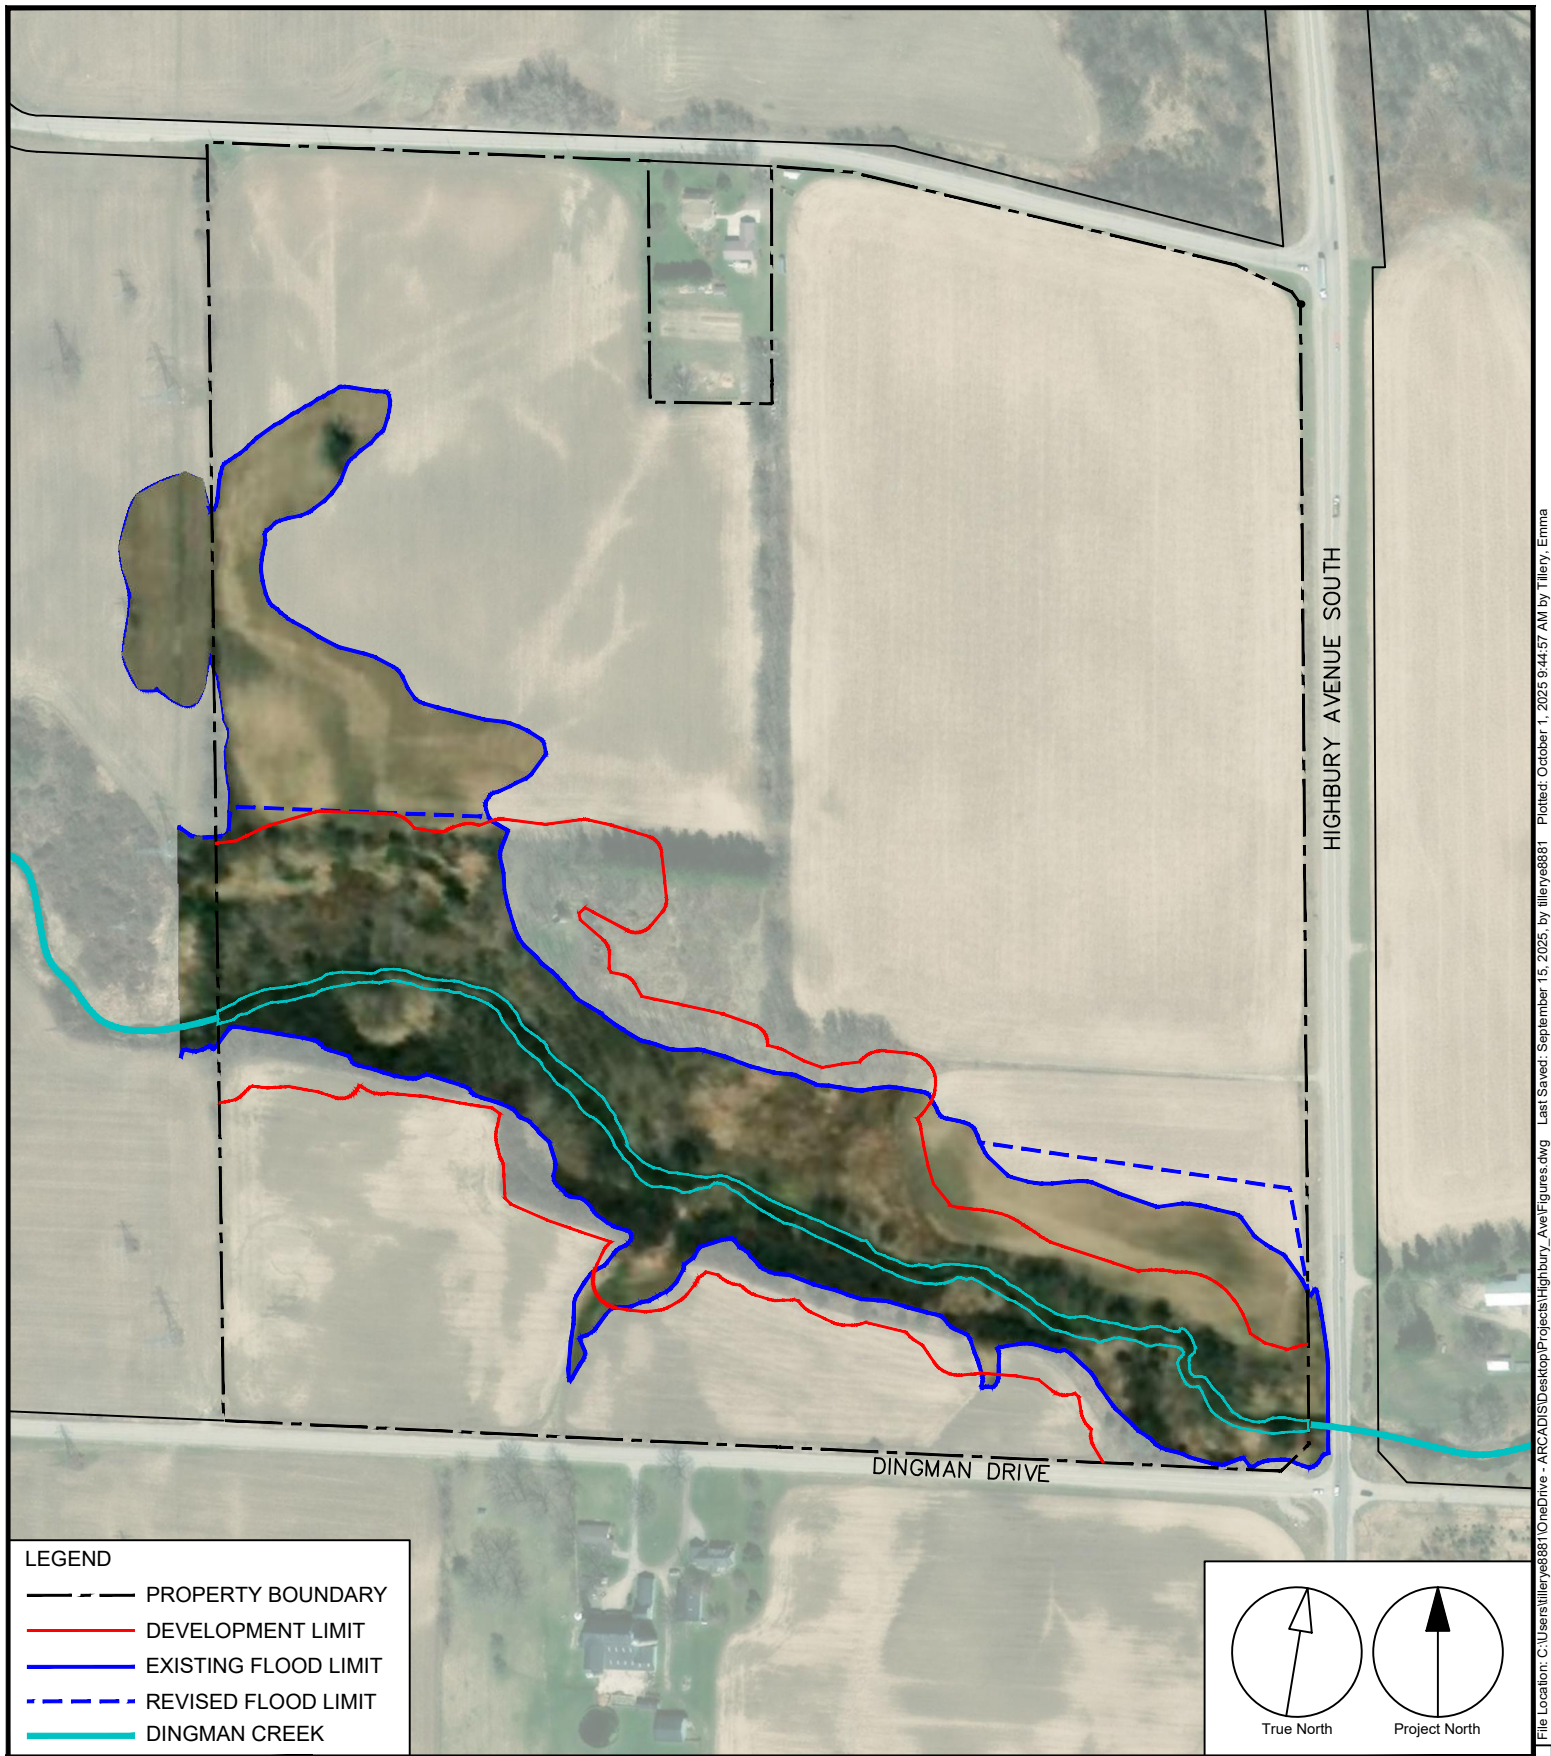 HIGHBURY AVENUE SOUTH
DINGMAN DRIVE
LEGEND
PROPERTY BOUNDARY
DEVELOPMENT LIMIT
EXISTING FLOOD LIMIT
REVISED FLOOD LIMIT
DINGMAN CREEK
True North
Project North
File Location: C:\Users\tillerye8881\OneDrive - ARCADIS\Desktop\Projects\Highbury_Ave\Figures.dwg Last Saved: September 15, 2025, by tillerye8881 Plotted: October 1, 2025 9:44:57 AM by Tillery, Emma